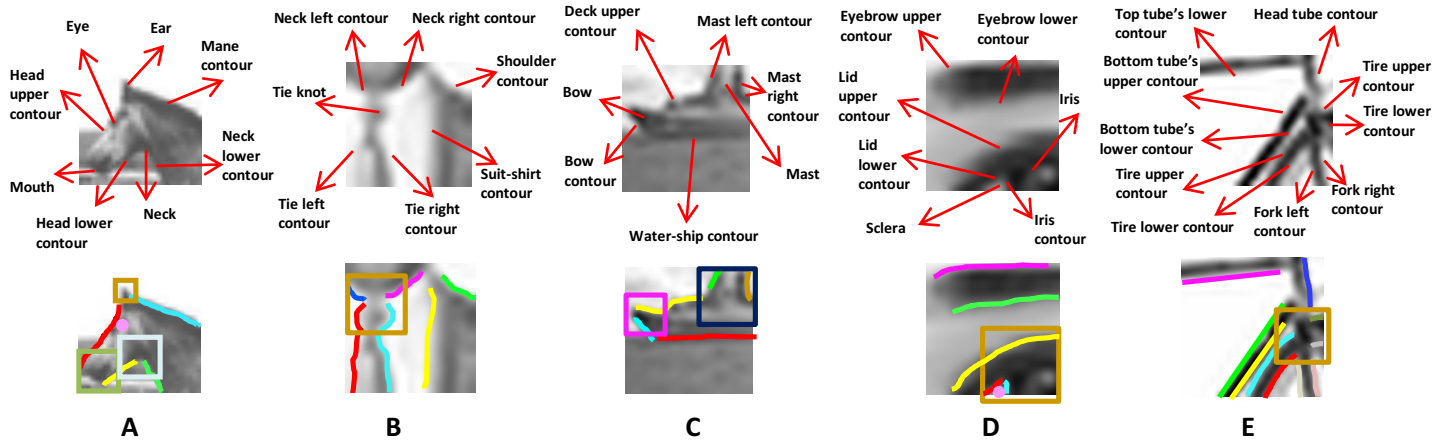 Eye
Ear
Mane
contour
Head
upper
contour
Neck
lower
contour
Mouth
Head lower
contour
Neck
Neck left contour
Neck right contour
Shoulder
contour
Tie knot
Suit-shirt
contour
Tie left
contour
Tie right
contour
Deck upper
contour
Mast left contour
Bow
Mast
right
contour
Bow
contour
Mast
Water-ship contour
Eyebrow upper
contour
Eyebrow lower
contour
Lid
upper
contour
Iris
Lid
lower
contour
Sclera
Iris
contour
Top tube's lower
contour
Head tube contour
Bottom tube's
upper contour
Tire upper
contour
Bottom tube's
lower contour
Tire lower
contour
Tire upper
contour
Fork right
contour
Tire lower contour
Fork left
contour
A
B
C
D
E